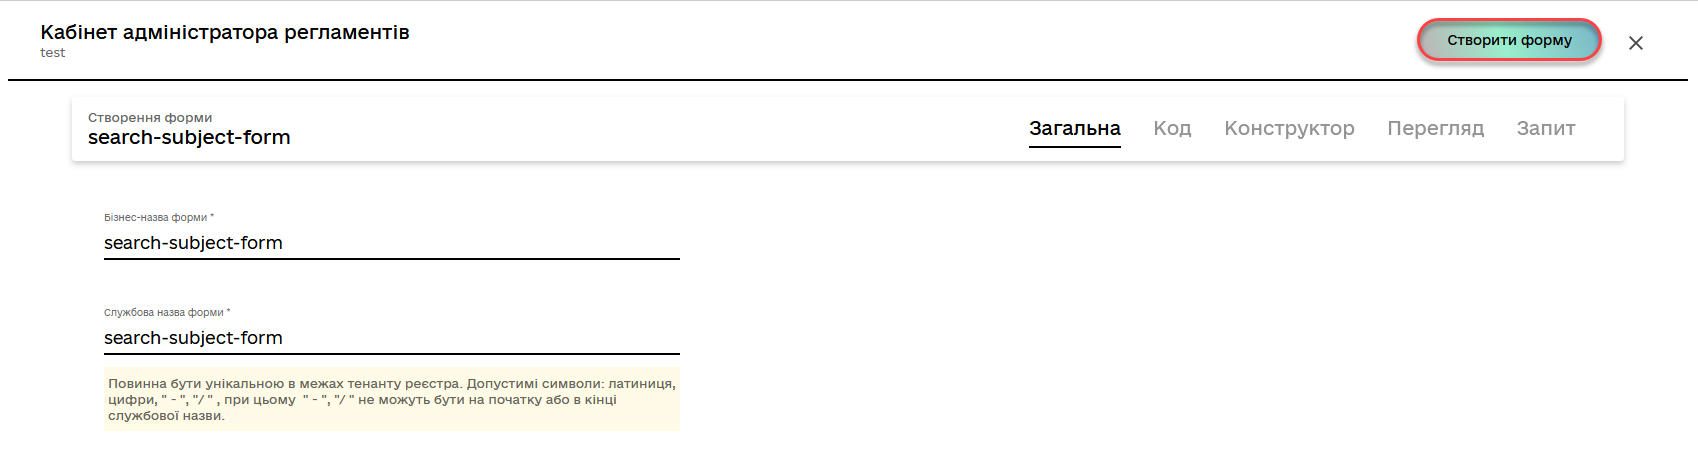 Кабінет адміністратора регламентів
test
Створити форму
Створення форми
search-subject-form
Загальна Код Конструктор Перегляд Запит
Бізнес-назва форми *
search-subject-form
Службова назва форми *
search-subject-form
Повинна бути унікальною в межах тенанту реєстра. Допустимі символи: латиниця,
цифри, " - ", "/ " , при цьому " - ", "/ " не можуть бути на початку або в кінці
службової назви.